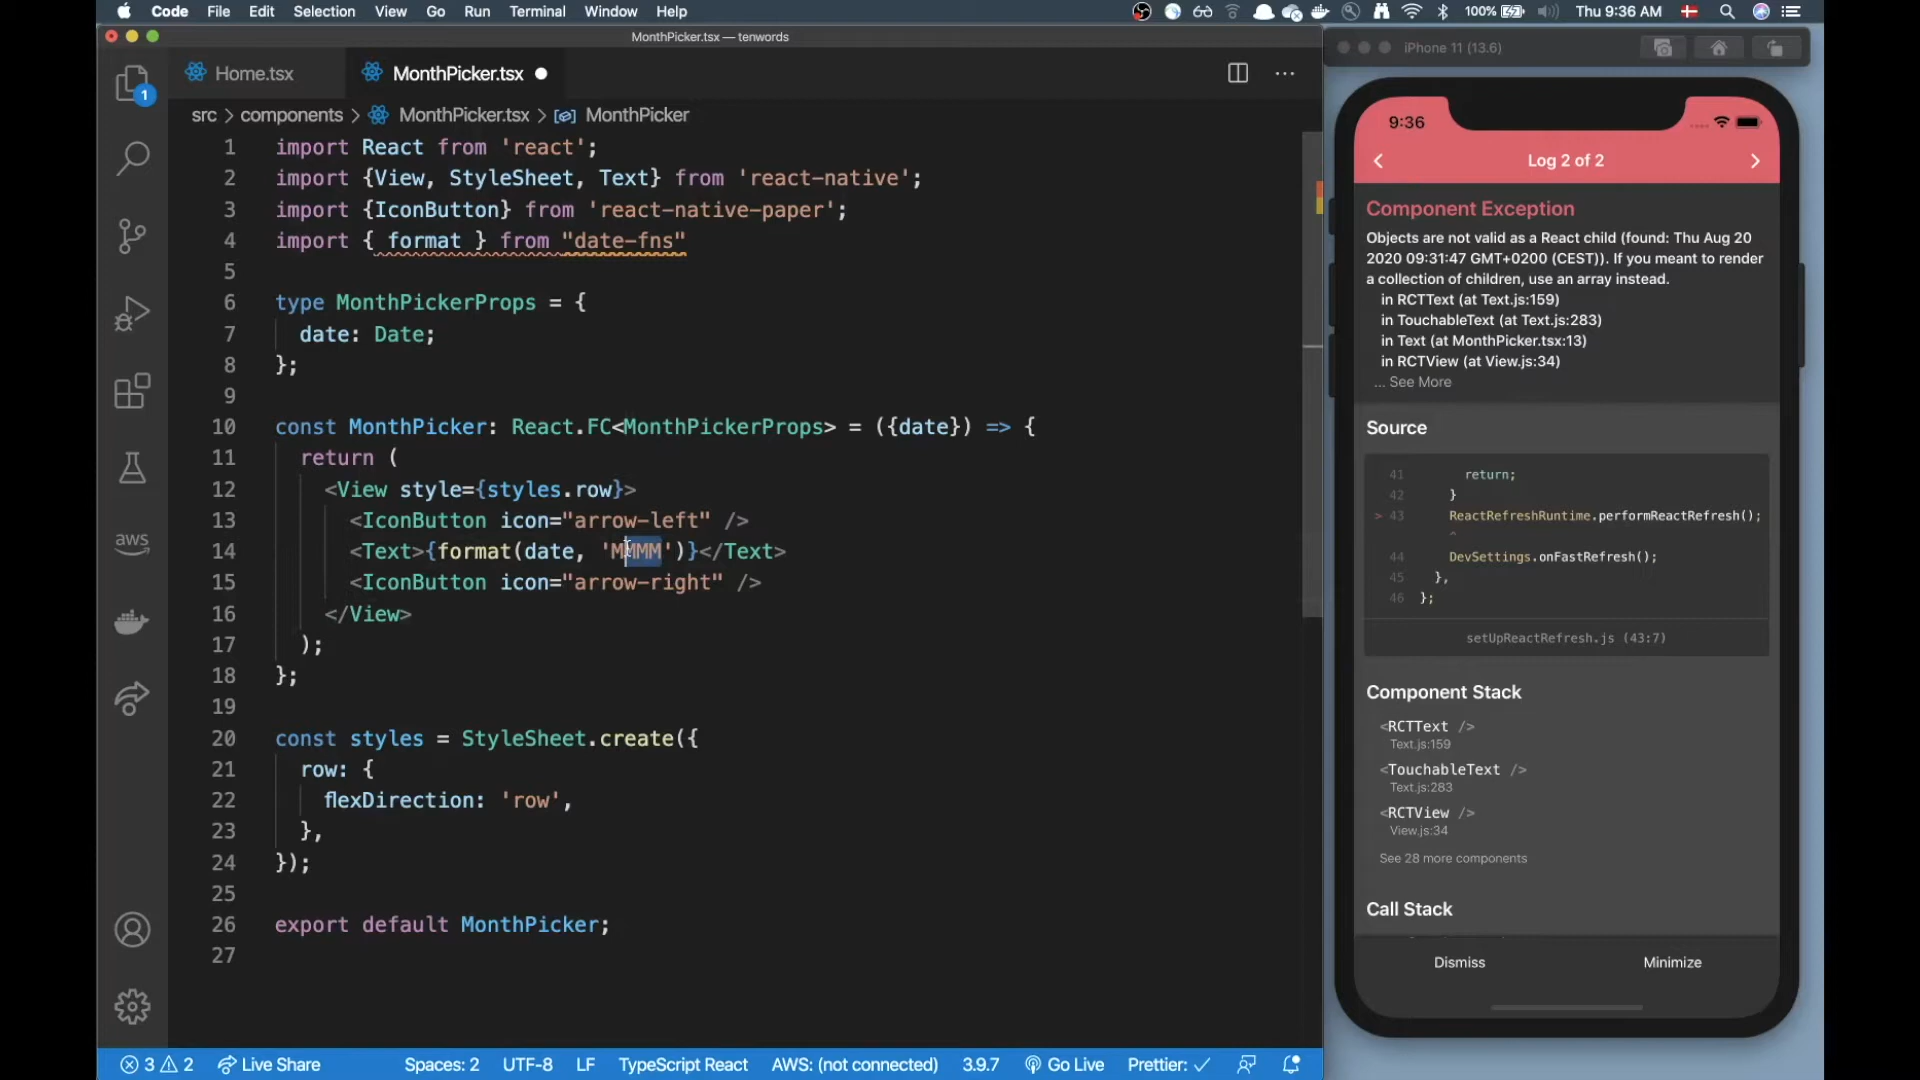 Code File Edit Selection View Go Run Terminal Window Help 100% Thu 9:36 AM
MonthPicker.tsx — tenwords
Home.tsx MonthPicker.tsx
src > components > MonthPicker.tsx > MonthPicker
1 import React from 'react';
2 import {View, StyleSheet, Text} from 'react-native';
3 import {IconButton} from 'react-native-paper';
4 import { format } from "date-fns"
5
6 type MonthPickerProps = {
7 date: Date;
8 };
9
10 const MonthPicker: React.FC<MonthPickerProps> = ({date}) => {
11 return (
12 <View style={styles.row}>
13 <IconButton icon="arrow-left" />
14 <Text>{format(date, 'MMMM')}</Text>
15 <IconButton icon="arrow-right" />
16 </View>
17 );
18 };
19
20 const styles = StyleSheet.create({
21 row: {
22 flexDirection: 'row',
23 },
24 });
25
26 export default MonthPicker;
27
1
aws
3 2 Live Share Spaces: 2 UTF-8 LF TypeScript React AWS: (not connected) 3.9.7 Go Live Prettier: ✓
iPhone 11 (13.6)
9:36
Log 2 of 2
Component Exception
Objects are not valid as a React child (found: Thu Aug 20
2020 09:31:47 GMT+0200 (CEST)). If you meant to render
a collection of children, use an array instead.
in RCTText (at Text.js:159)
in TouchableText (at Text.js:283)
in Text (at MonthPicker.tsx:13)
in RCTView (at View.js:34)
... See More
Source
41 return;
42 }
> 43 ReactRefreshRuntime.performReactRefresh();
^
44 DevSettings.onFastRefresh();
45 },
46 };
setUpReactRefresh.js (43:7)
Component Stack
<RCTText />
Text.js:159
<TouchableText />
Text.js:283
<RCTView />
View.js:34
See 28 more components
Call Stack
Dismiss Minimize